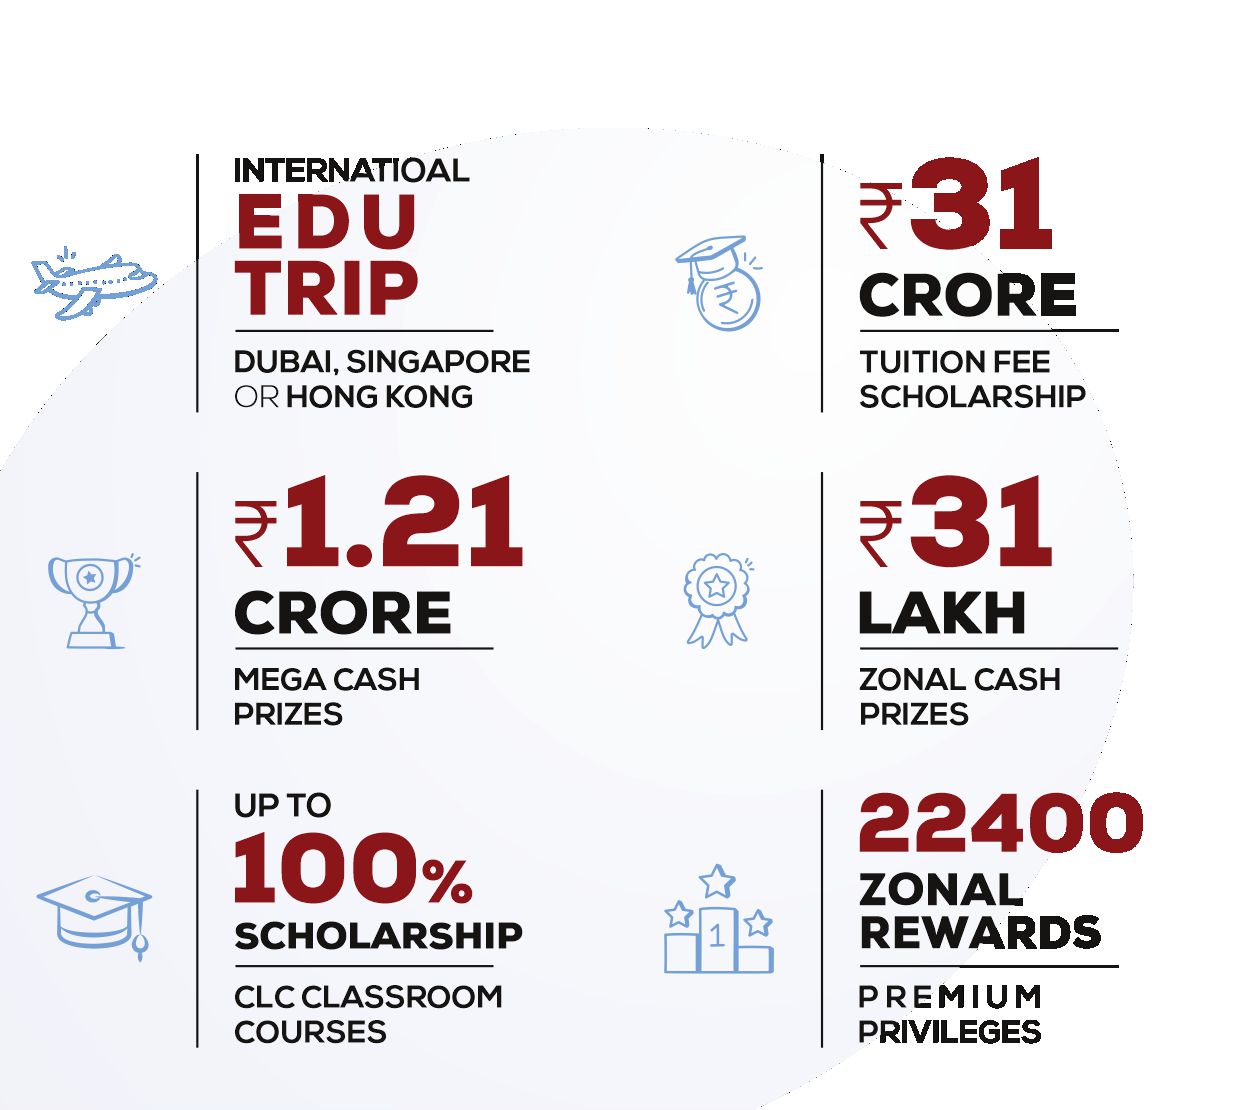 INTERNATIOAL
EDU
TRIP
DUBAI, SINGAPORE
OR HONG KONG
₹31
CRORE
TUITION FEE
SCHOLARSHIP
₹
₹1.21
CRORE
MEGA CASH
PRIZES
₹31
LAKH
ZONAL CASH
PRIZES
UP TO
100%
SCHOLARSHIP
CLC CLASSROOM
COURSES
1
22400
ZONAL
REWARDS
PREMIUM
PRIVILEGES